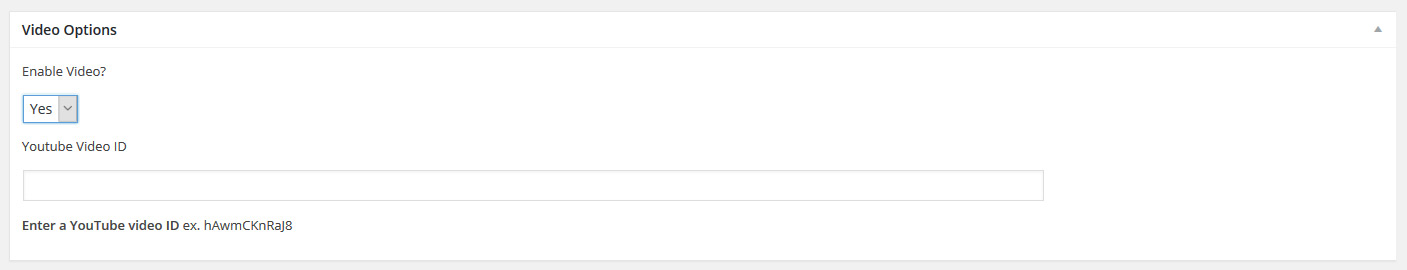 Video Options
Enable Video?
Yes
Youtube Video ID
Enter a YouTube video ID ex. hAwmCKnRaJ8